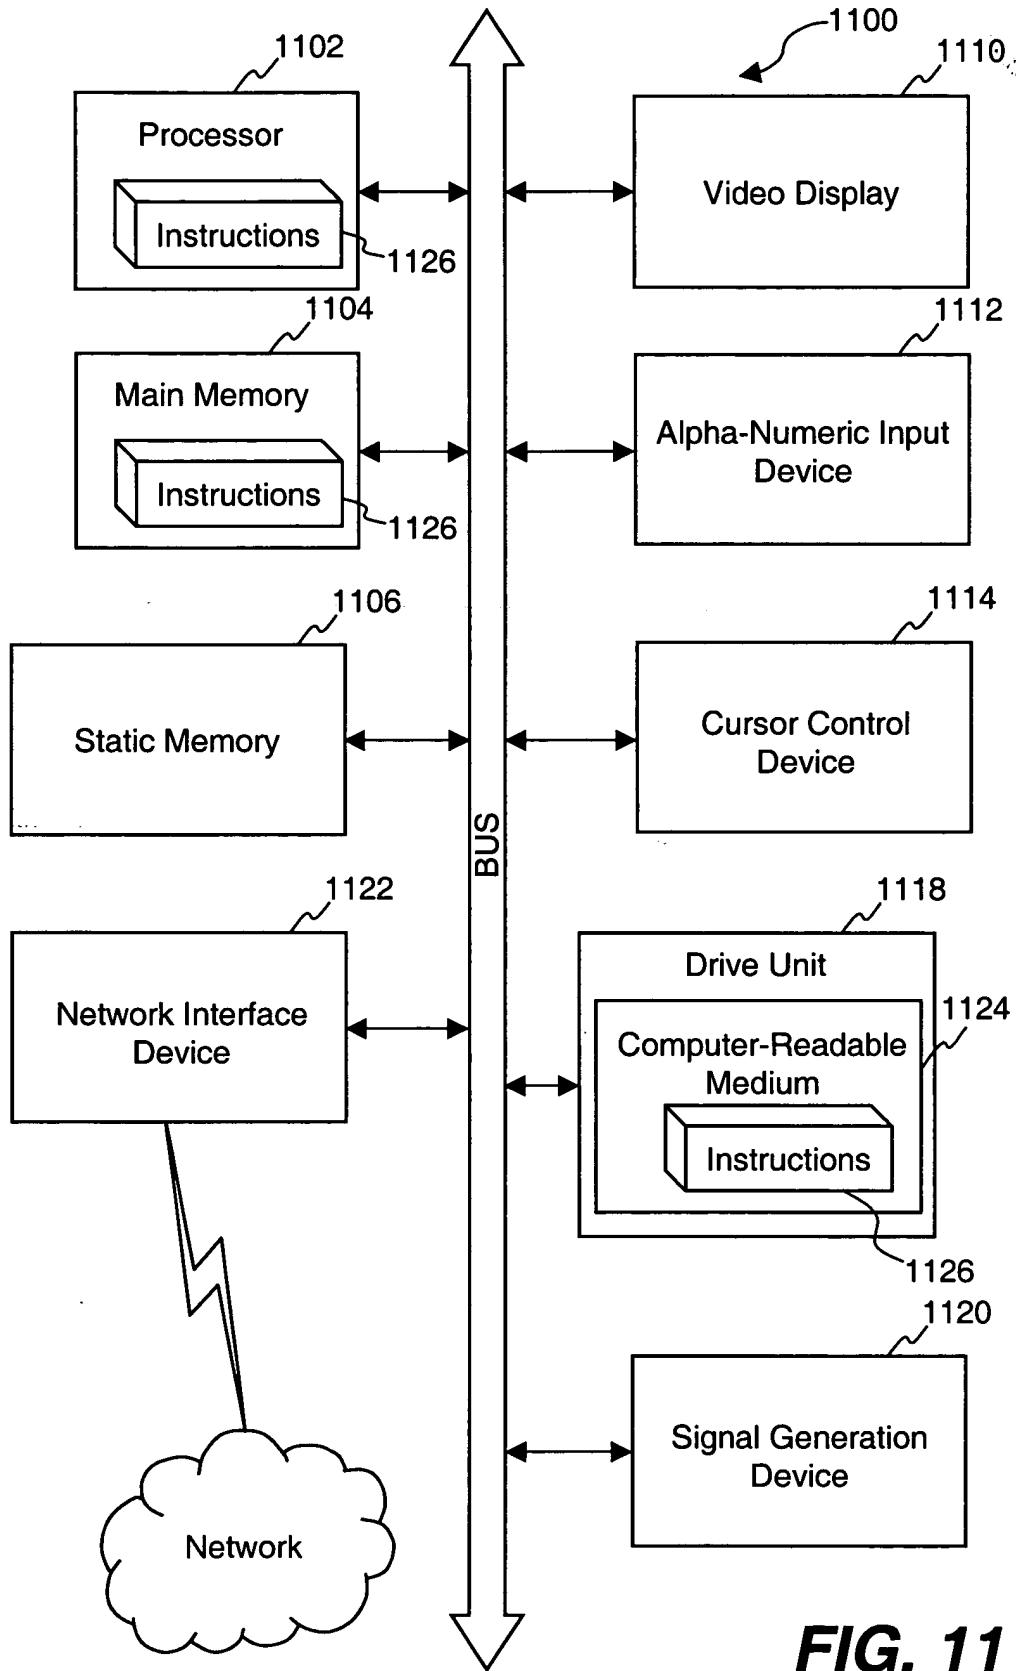 1100
1102
1110
Processor
Instructions
1126
Video Display
1104
1112
Main Memory
Instructions
1126
Alpha-Numeric Input
Device
1106
1114
Static Memory
Cursor Control
Device
BUS
1122
1118
Network Interface
Device
Drive Unit
1124
Computer-Readable
Medium
Instructions
1126
1120
Signal Generation
Device
Network
FIG. 11